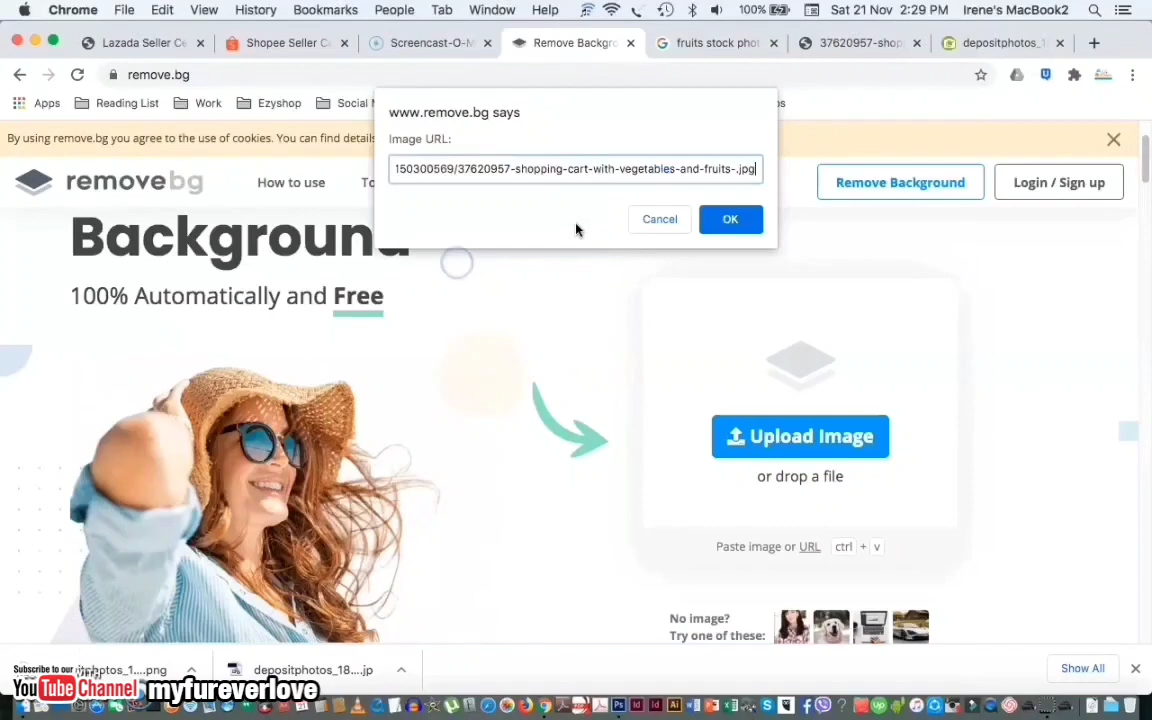 Chrome File Edit View History Bookmarks People Tab Window Help 100% Sat 21 Nov 2:29 PM Irene's MacBook2
Lazada Seller Ce Shopee Seller C Screencast-O-M Remove Backgro fruits stock phot 37620957-shop depositphotos_1
remove.bg
Apps Reading List Work Ezyshop Social
By using remove.bg you agree to the use of cookies. You can find details
www.remove.bg says
Image URL:
150300569/37620957-shopping-cart-with-vegetables-and-fruits-.jpg
Cancel OK
removebg How to use Remove Background Login / Sign up
Background
100% Automatically and Free
Upload Image
or drop a file
Paste image or URL ctrl + v
No image?
Try one of these:
depositphotos_18....jp Show All
Subscribe to our
YouTube Channel myfureverlove